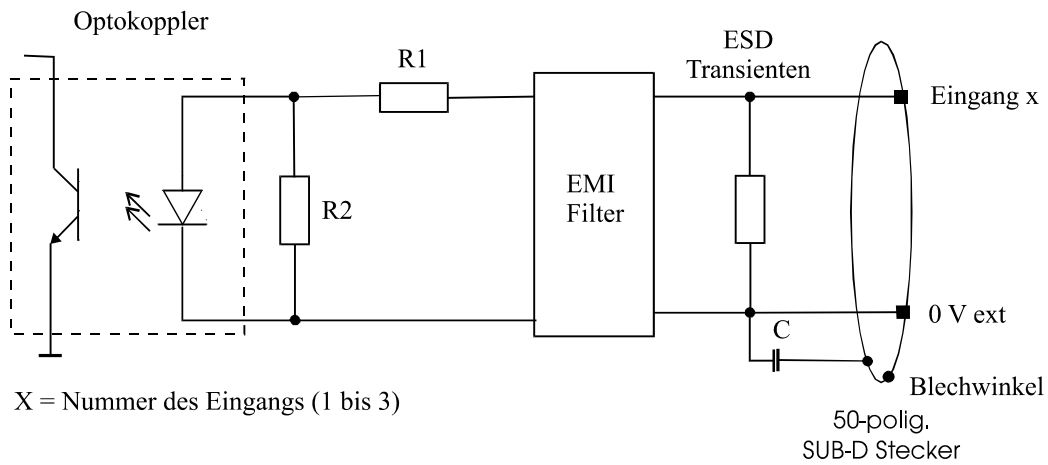 Optokoppler
R1
ESD
Transienten
Eingang x
EMI
Filter
R2
0 V ext
C
Blechwinkel
X = Nummer des Eingangs (1 bis 3)
50-polig.
SUB-D Stecker